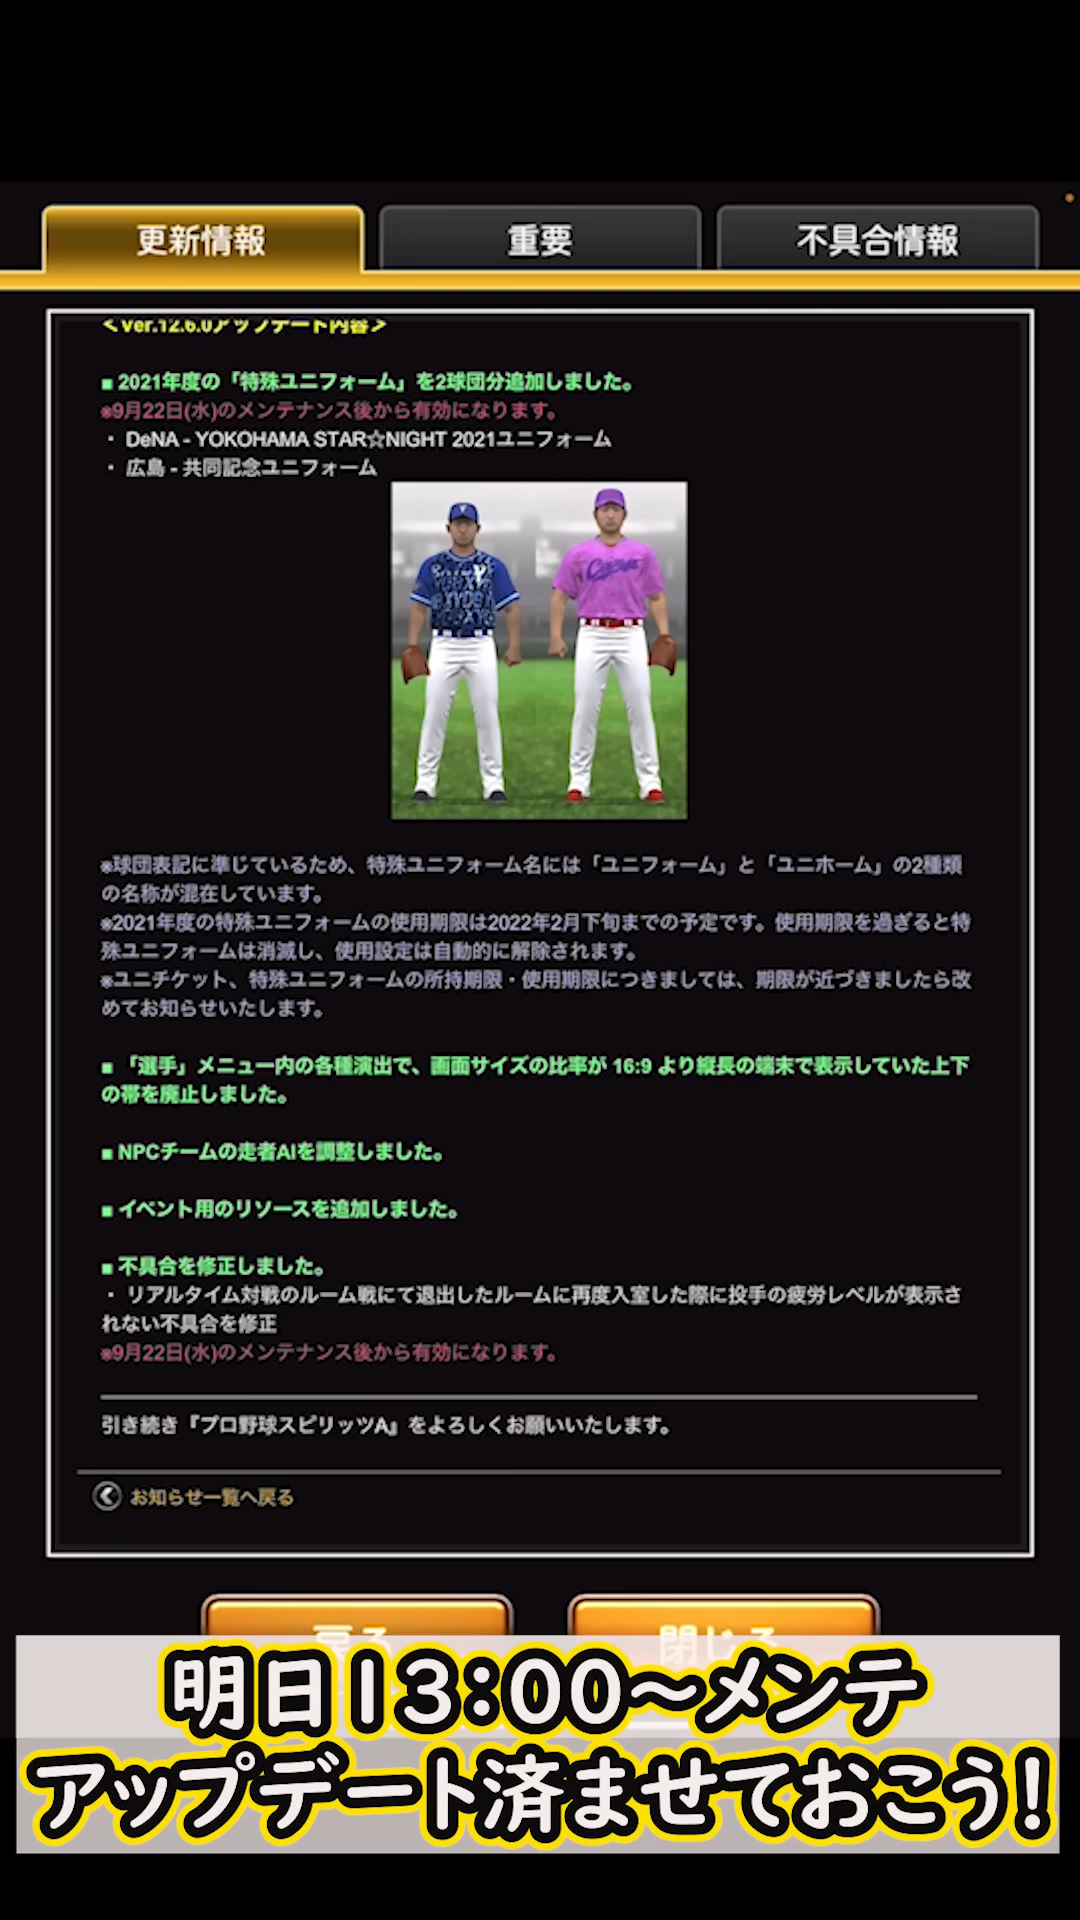 更新情報
重要
不具合情報
＜Ver.12.6.0アップデート内容＞
■ 2021年度の「特殊ユニフォーム」を2球団分追加しました。
※9月22日(水)のメンテナンス後から有効になります。
・ DeNA - YOKOHAMA STAR☆NIGHT 2021ユニフォーム
・ 広島 - 共同記念ユニフォーム
※球団表記に準じているため、特殊ユニフォーム名には「ユニフォーム」と「ユニホーム」の2種類
の名称が混在しています。
※2021年度の特殊ユニフォームの使用期限は2022年2月下旬までの予定です。使用期限を過ぎると特
殊ユニフォームは消滅し、使用設定は自動的に解除されます。
※ユニチケット、特殊ユニフォームの所持期限・使用期限につきましては、期限が近づきましたら改
めてお知らせいたします。
■ 「選手」メニュー内の各種演出で、画面サイズの比率が 16:9 より縦長の端末で表示していた上下
の帯を廃止しました。
■ NPCチームの走者AIを調整しました。
■ イベント用のリソースを追加しました。
■ 不具合を修正しました。
・ リアルタイム対戦のルーム戦にて退出したルームに再度入室した際に投手の疲労レベルが表示さ
れない不具合を修正
※9月22日(水)のメンテナンス後から有効になります。
引き続き『プロ野球スピリッツA』をよろしくお願いいたします。
お知らせ一覧へ戻る
戻る
閉じる
明日13:00～メンテ
アップデート済ませておこう!